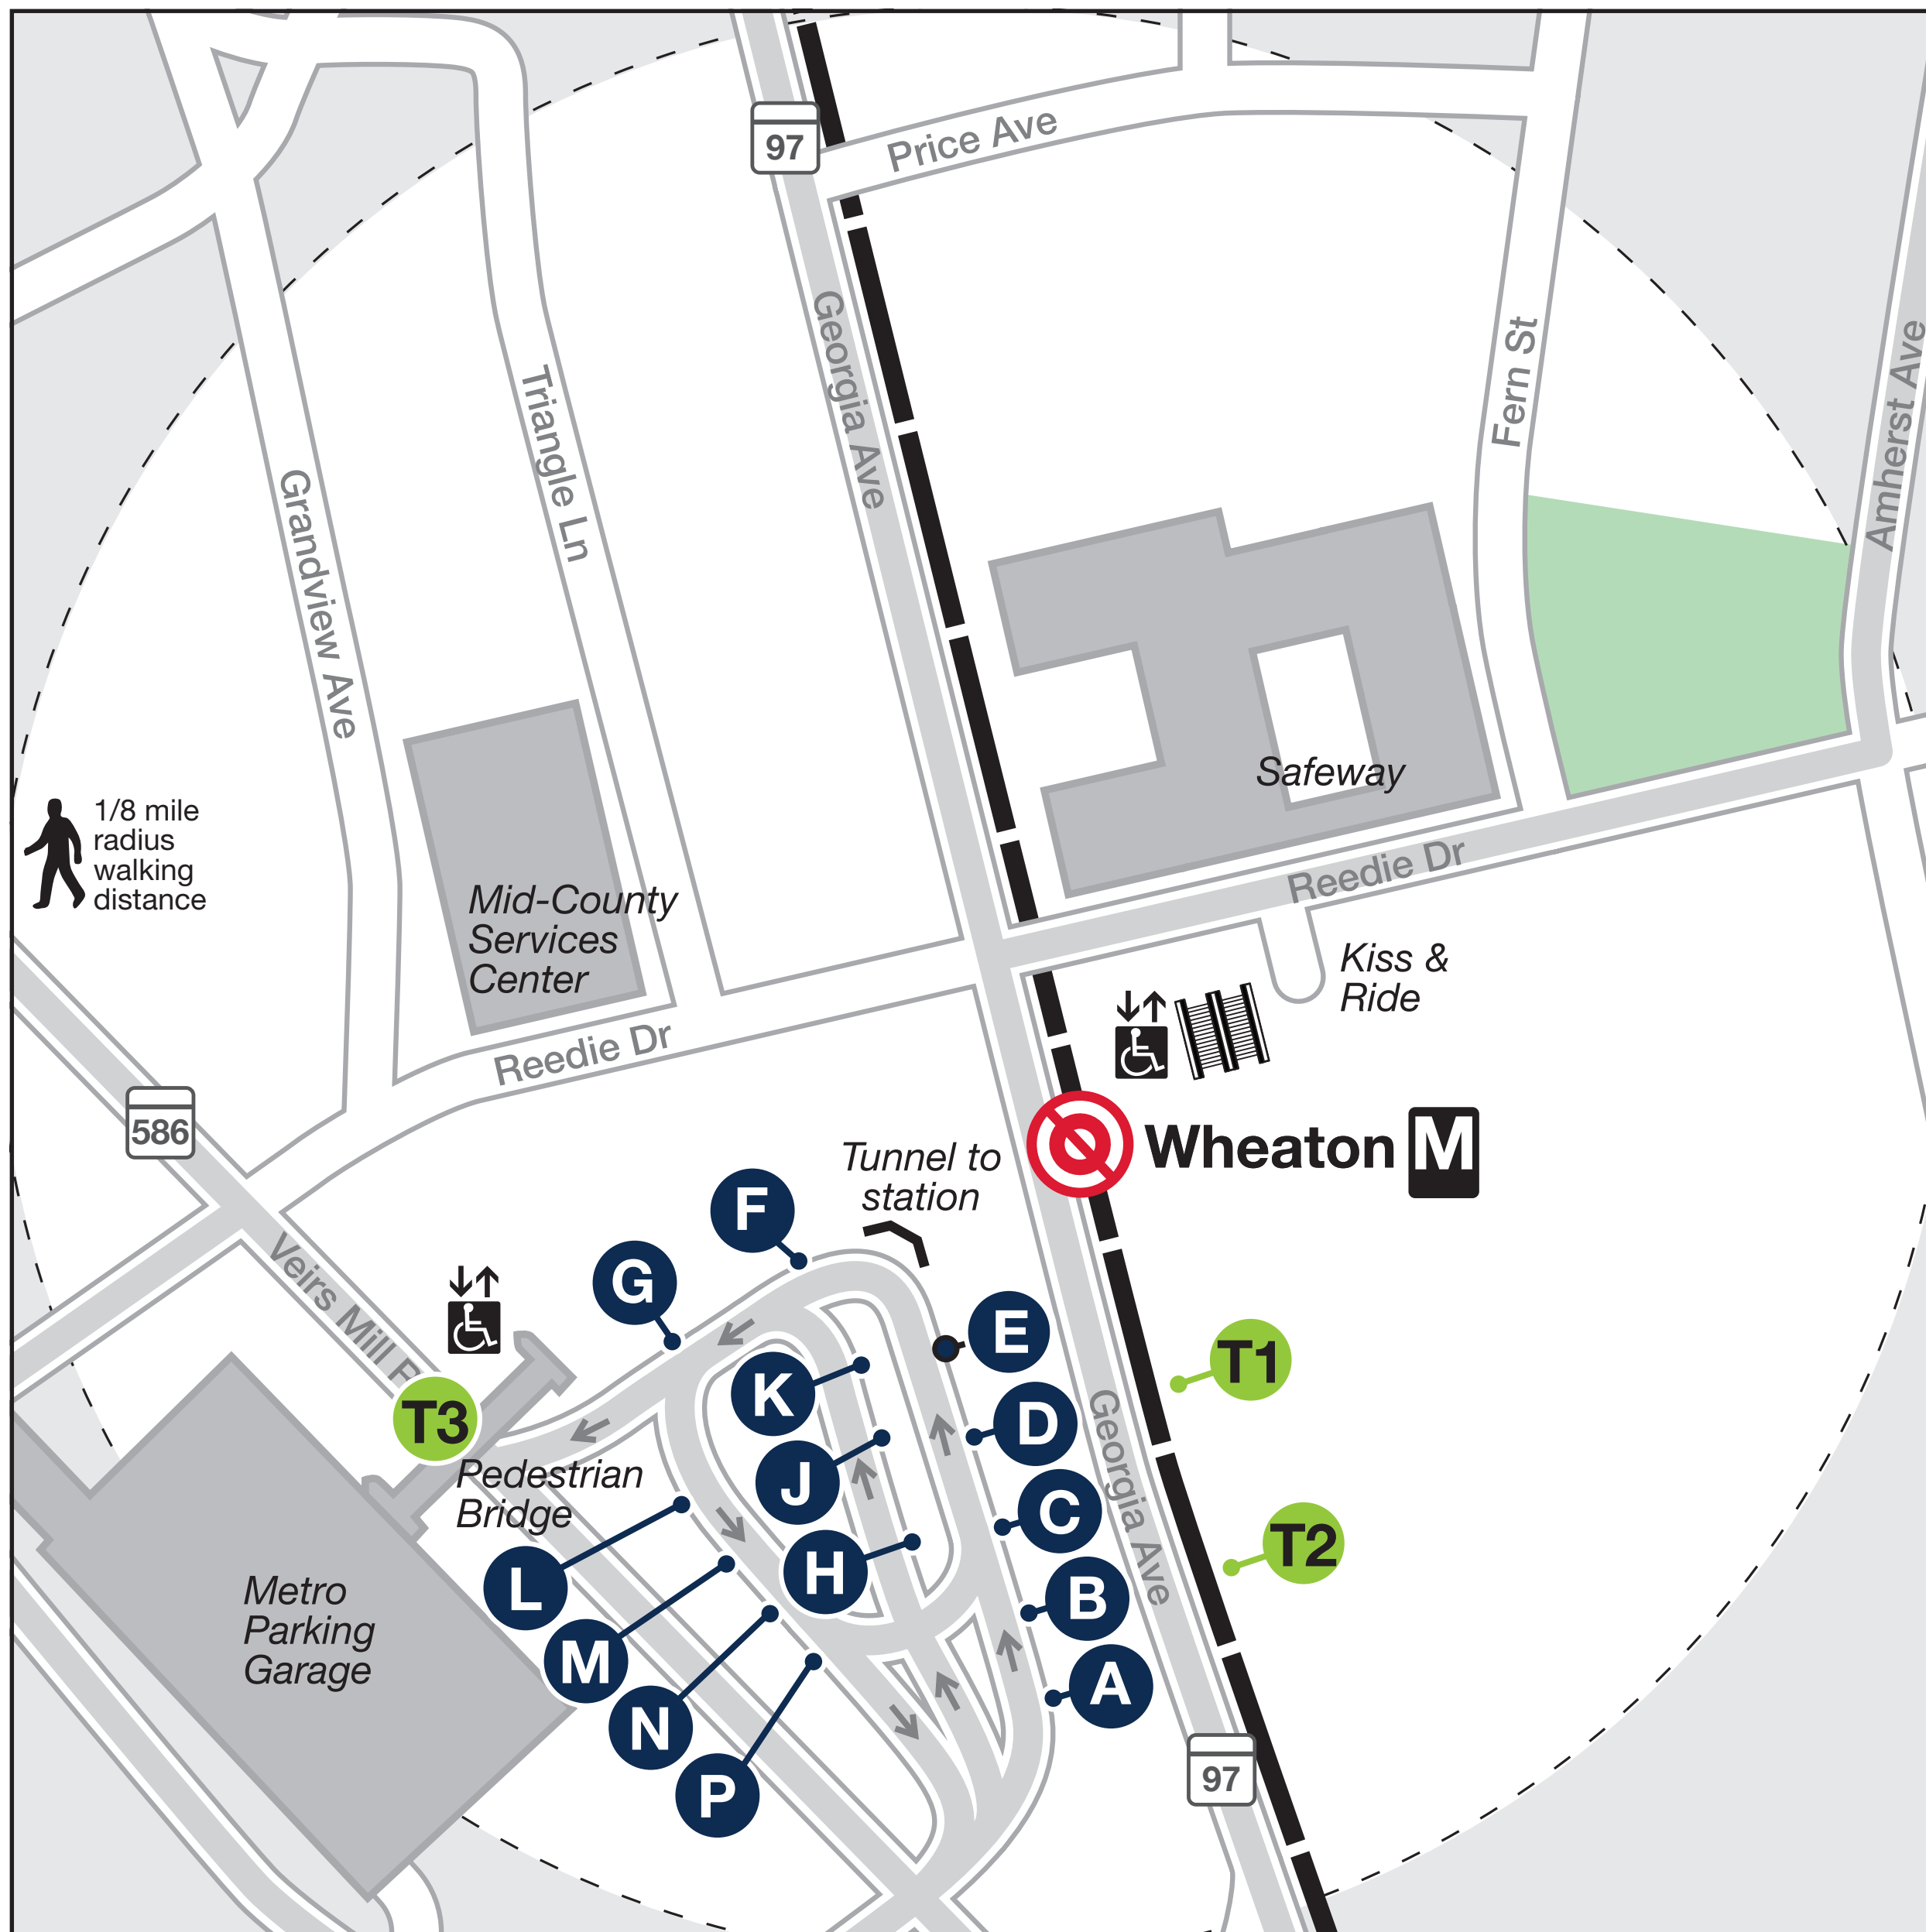 97
Price Ave
Georgia Ave
Fern St
Amherst Ave
Triangle Ln
Grandview Ave
Safeway
1/8 mile
radius
walking
distance
Reedie Dr
Mid-County
Services
Center
Kiss &
Ride
Reedie Dr
586
Wheaton M
Tunnel to
station
F
G
Veirs Mill R
E
T1
K
D
T3
J
C
Georgia Ave
Pedestrian
Bridge
T2
H
L
B
Metro
Parking
Garage
M
A
N
97
P